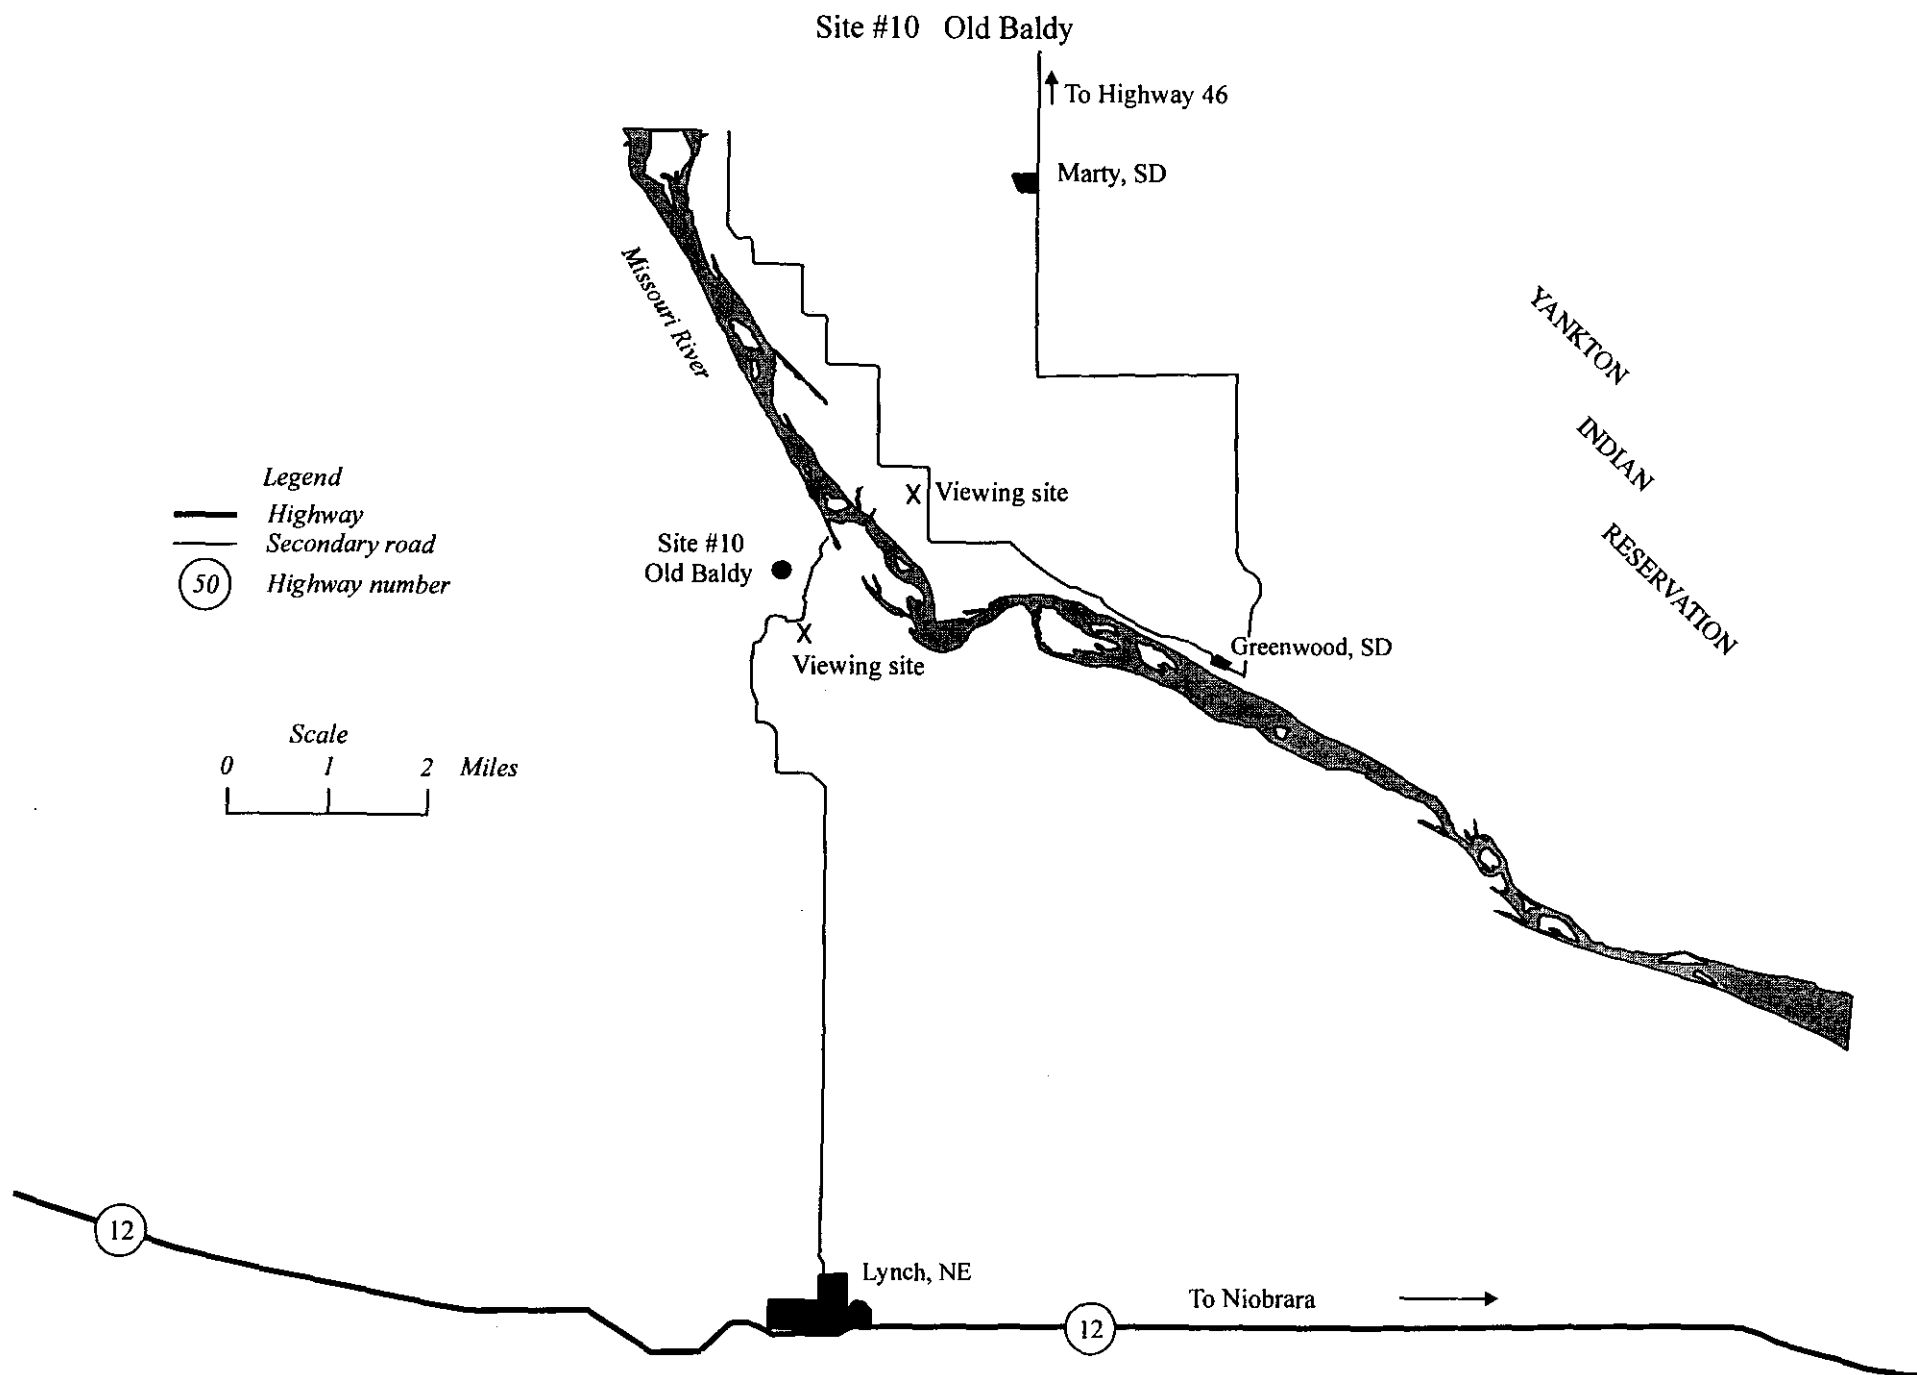 Site #10 Old Baldy
To Highway 46
Marty, SD
Missouri River
YANKTON
INDIAN
RESERVATION
Legend
Highway
Secondary road
50 Highway number
Viewing site
Site #10
Old Baldy
Viewing site
Greenwood, SD
Scale
0 1 2 Miles
12
Lynch, NE
To Niobrara
12